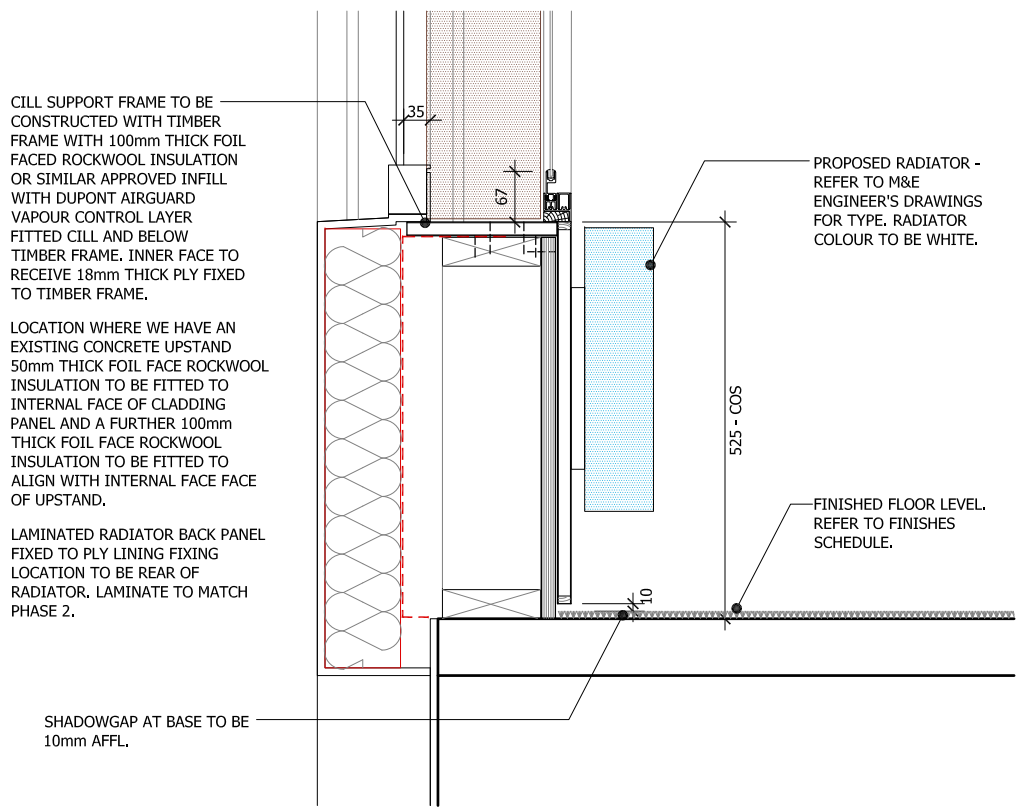 CILL SUPPORT FRAME TO BE
CONSTRUCTED WITH TIMBER
FRAME WITH 100mm THICK FOIL
FACED ROCKWOOL INSULATION
OR SIMILAR APPROVED INFILL
WITH DUPONT AIRGUARD
VAPOUR CONTROL LAYER
FITTED CILL AND BELOW
TIMBER FRAME. INNER FACE TO
RECEIVE 18mm THICK PLY FIXED
TO TIMBER FRAME.
LOCATION WHERE WE HAVE AN
EXISTING CONCRETE UPSTAND
50mm THICK FOIL FACE ROCKWOOL
INSULATION TO BE FITTED TO
INTERNAL FACE OF CLADDING
PANEL AND A FURTHER 100mm
THICK FOIL FACE ROCKWOOL
INSULATION TO BE FITTED TO
ALIGN WITH INTERNAL FACE FACE
OF UPSTAND.
LAMINATED RADIATOR BACK PANEL
FIXED TO PLY LINING FIXING
LOCATION TO BE REAR OF
RADIATOR. LAMINATE TO MATCH
PHASE 2.
SHADOWGAP AT BASE TO BE
10mm AFFL.
35
67
PROPOSED RADIATOR -
REFER TO M&E
ENGINEER'S DRAWINGS
FOR TYPE. RADIATOR
COLOUR TO BE WHITE.
525 - COS
FINISHED FLOOR LEVEL.
REFER TO FINISHES
SCHEDULE.
10